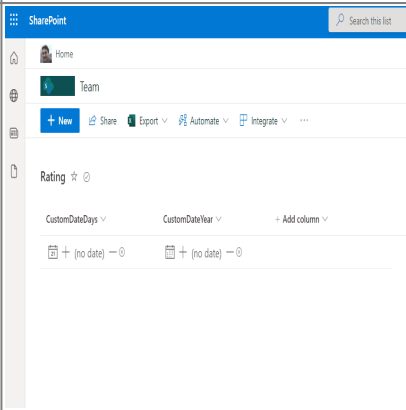 SharePoint
Search this list
Home
Team
+ New Share Export Automate Integrate ...
Rating
CustomDateDays CustomDateYear + Add column
21 + (no date) — + (no date) —